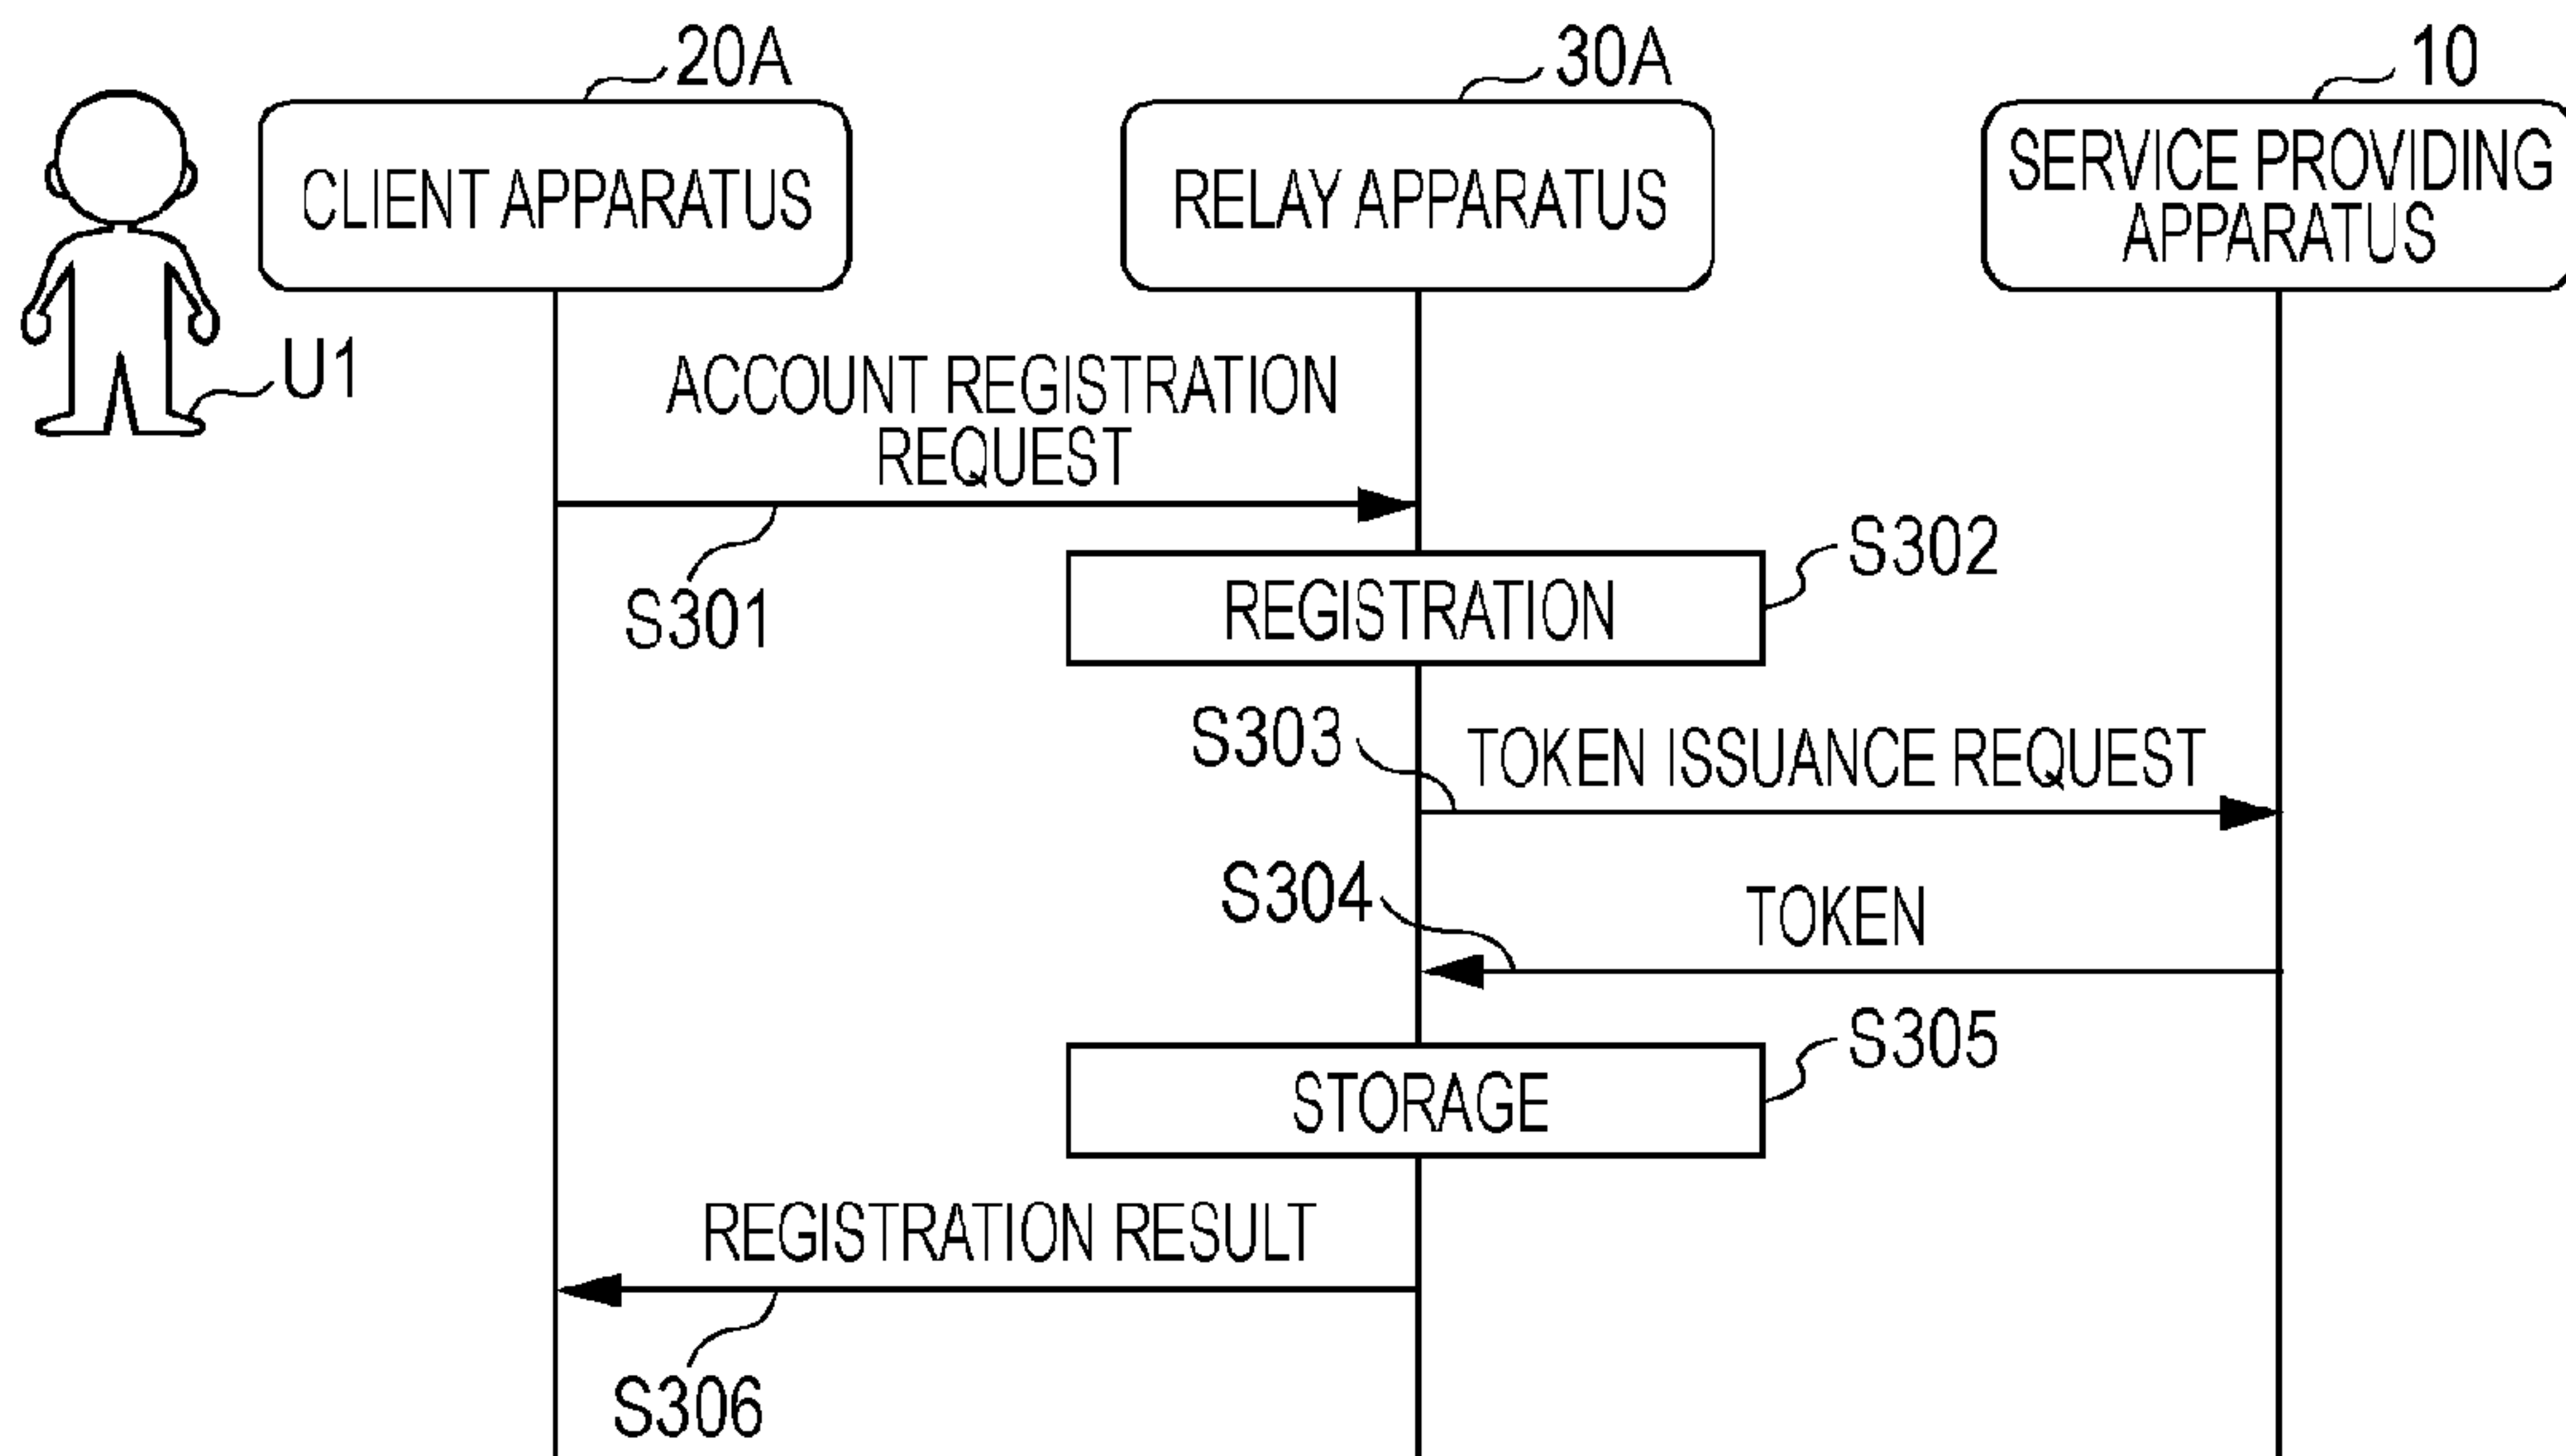 20A
30A
10
CLIENT APPARATUS
RELAY APPARATUS
SERVICE PROVIDING
APPARATUS
U1
ACCOUNT REGISTRATION
REQUEST
S301
S302
REGISTRATION
S303
TOKEN ISSUANCE REQUEST
S304
TOKEN
S305
STORAGE
REGISTRATION RESULT
S306